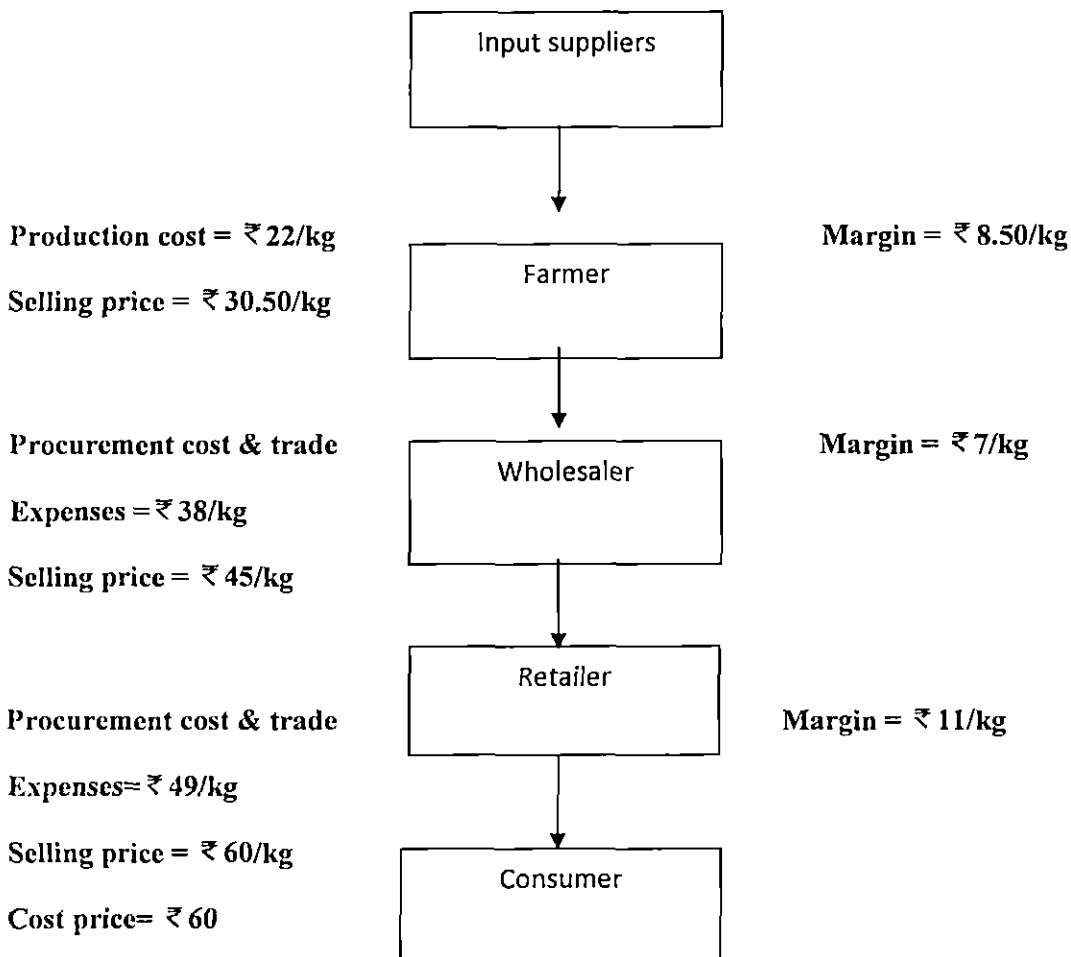 Input suppliers
Production cost = ₹ 22/kg
Margin = ₹ 8.50/kg
Farmer
Selling price = ₹ 30.50/kg
Procurement cost & trade
Margin = ₹ 7/kg
Wholesaler
Expenses = ₹ 38/kg
Selling price = ₹ 45/kg
Retailer
Procurement cost & trade
Margin = ₹ 11/kg
Expenses= ₹ 49/kg
Selling price = ₹ 60/kg
Consumer
Cost price= ₹ 60